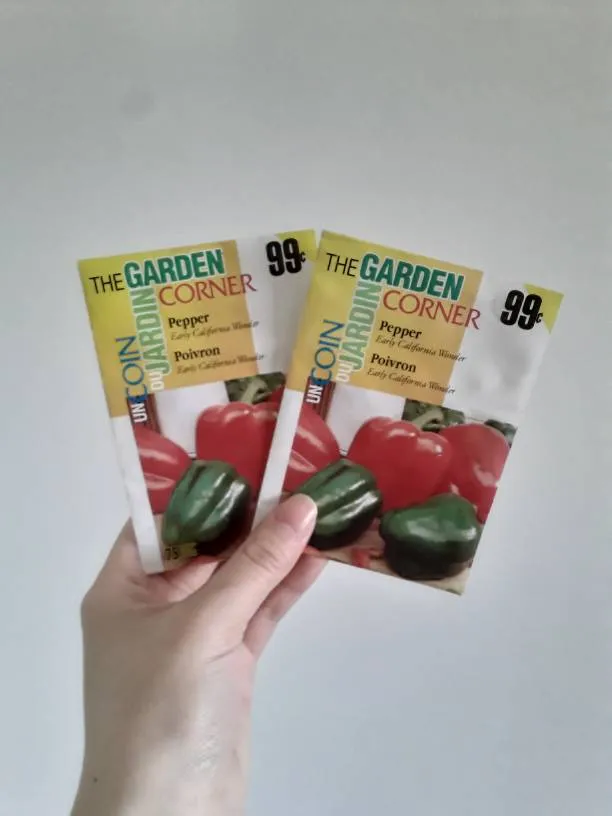 THE GARDEN
CORNER
99¢
UN COIN
DU JARDIN
Pepper
Early California Wonder
Poivron
Early California Wonder
75
THE GARDEN
CORNER
99¢
UN COIN
DU JARDIN
Pepper
Early California Wonder
Poivron
Early California Wonder